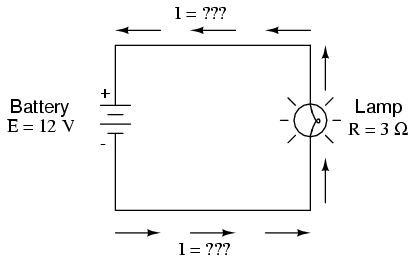 I = ???
+
Battery
E = 12 V
-
Lamp
R = 3 Ω
I = ???